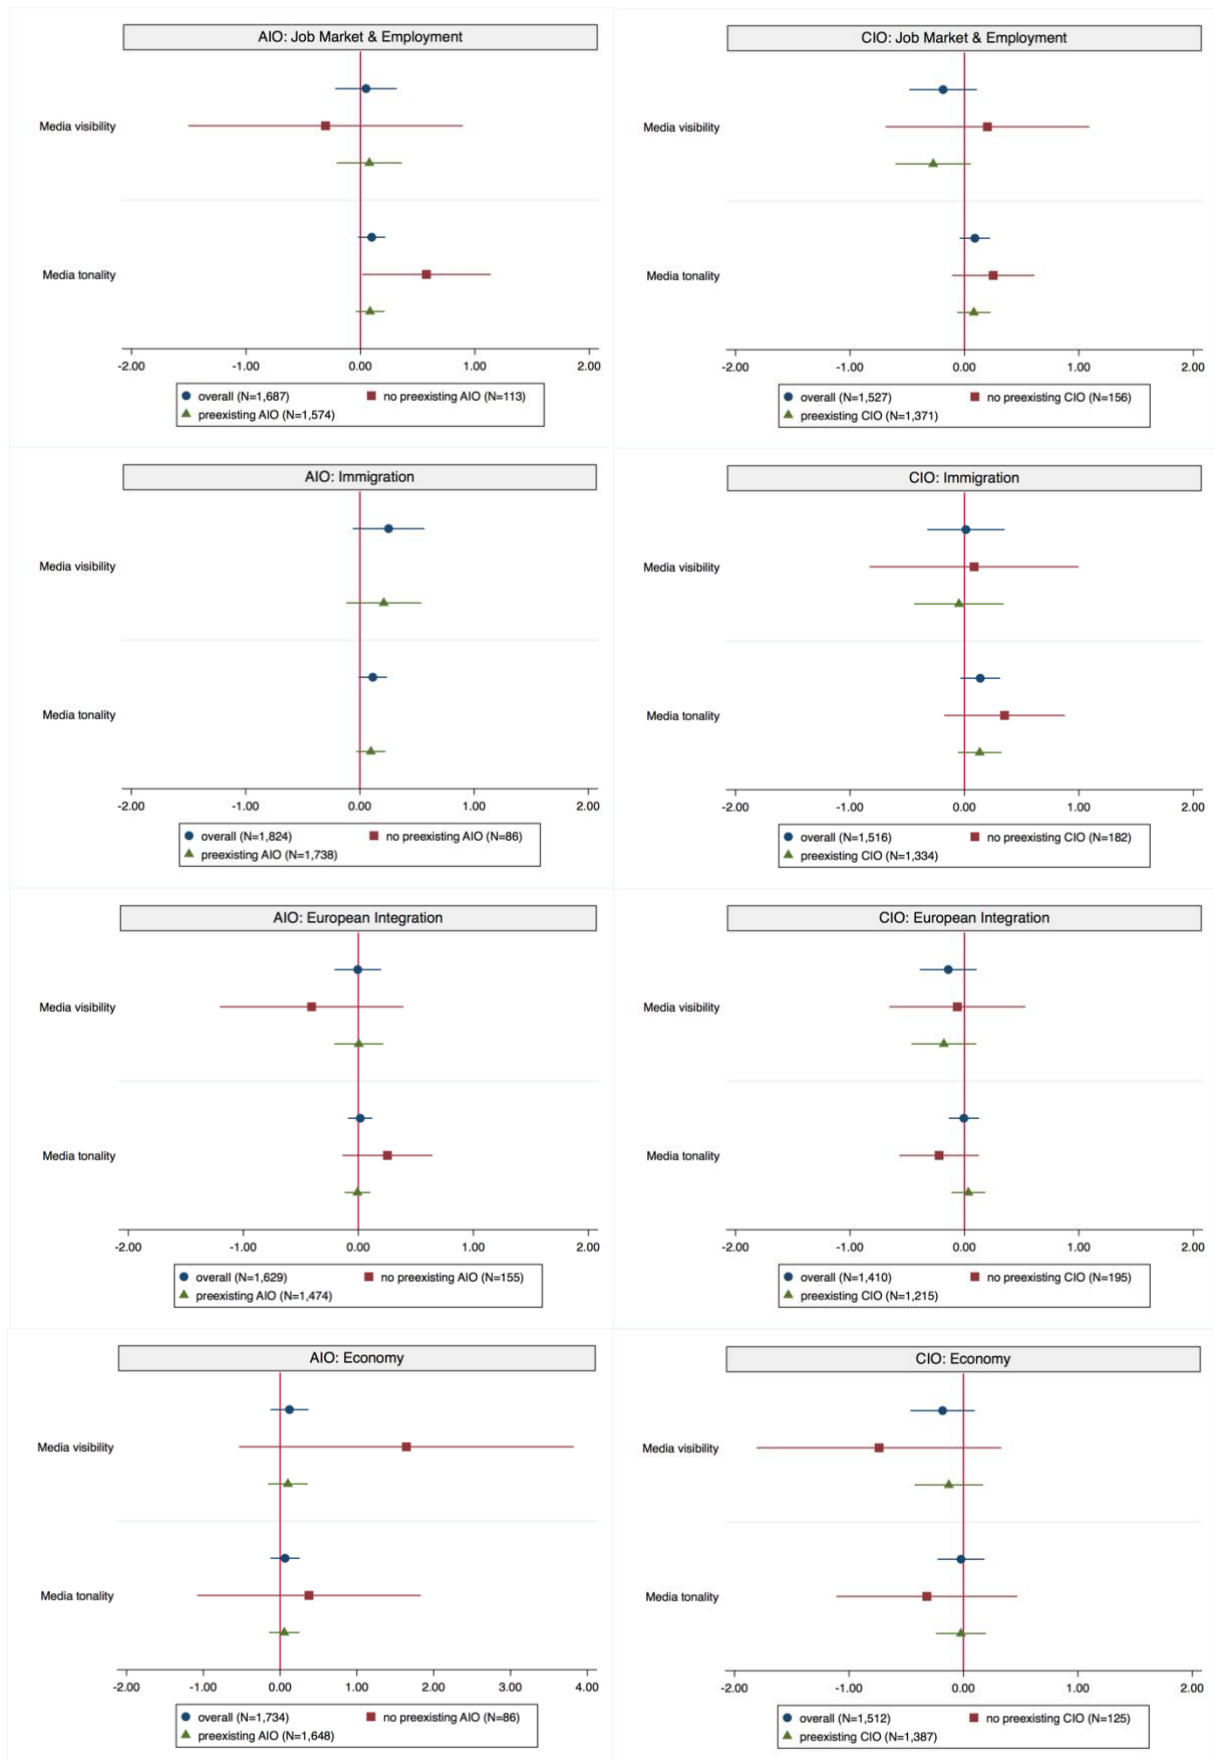 AIO: Job Market & Employment
Media visibility
Media tonality
-2.00 -1.00 0.00 1.00 2.00
overall (N=1,687) no preexisting AIO (N=113)
preexisting AIO (N=1,574)
CIO: Job Market & Employment
Media visibility
Media tonality
-2.00 -1.00 0.00 1.00 2.00
overall (N=1,527) no preexisting CIO (N=156)
preexisting CIO (N=1,371)
AIO: Immigration
Media visibility
Media tonality
-2.00 -1.00 0.00 1.00 2.00
overall (N=1,824) no preexisting AIO (N=86)
preexisting AIO (N=1,738)
CIO: Immigration
Media visibility
Media tonality
-2.00 -1.00 0.00 1.00 2.00
overall (N=1,516) no preexisting CIO (N=182)
preexisting CIO (N=1,334)
AIO: European Integration
Media visibility
Media tonality
-2.00 -1.00 0.00 1.00 2.00
overall (N=1,629) no preexisting AIO (N=155)
preexisting AIO (N=1,474)
CIO: European Integration
Media visibility
Media tonality
-2.00 -1.00 0.00 1.00 2.00
overall (N=1,410) no preexisting CIO (N=195)
preexisting CIO (N=1,215)
AIO: Economy
Media visibility
Media tonality
-2.00 -1.00 0.00 1.00 2.00 3.00 4.00
overall (N=1,734) no preexisting AIO (N=86)
preexisting AIO (N=1,648)
CIO: Economy
Media visibility
Media tonality
-2.00 -1.00 0.00 1.00 2.00
overall (N=1,512) no preexisting CIO (N=125)
preexisting CIO (N=1,387)